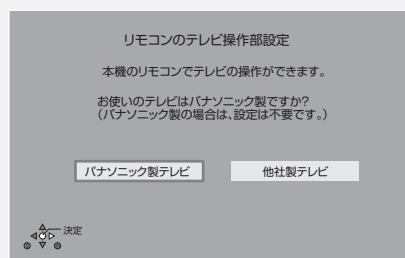 リモコンのテレビ操作部設定
本機のリモコンでテレビの操作ができます。
お使いのテレビはパナソニック製ですか?
(パナソニック製の場合は、設定は不要です。)
パナソニック製テレビ 他社製テレビ
決定